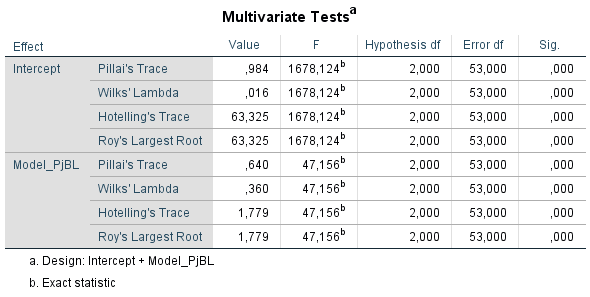 Multivariate Tests^a
Effect Value F Hypothesis df Error df Sig.
Intercept Pillai's Trace ,984 1678,124^b 2,000 53,000 ,000
Wilks' Lambda ,016 1678,124^b 2,000 53,000 ,000
Hotelling's Trace 63,325 1678,124^b 2,000 53,000 ,000
Roy's Largest Root 63,325 1678,124^b 2,000 53,000 ,000
Model_PjBL Pillai's Trace ,640 47,156^b 2,000 53,000 ,000
Wilks' Lambda ,360 47,156^b 2,000 53,000 ,000
Hotelling's Trace 1,779 47,156^b 2,000 53,000 ,000
Roy's Largest Root 1,779 47,156^b 2,000 53,000 ,000
a. Design: Intercept + Model_PjBL
b. Exact statistic